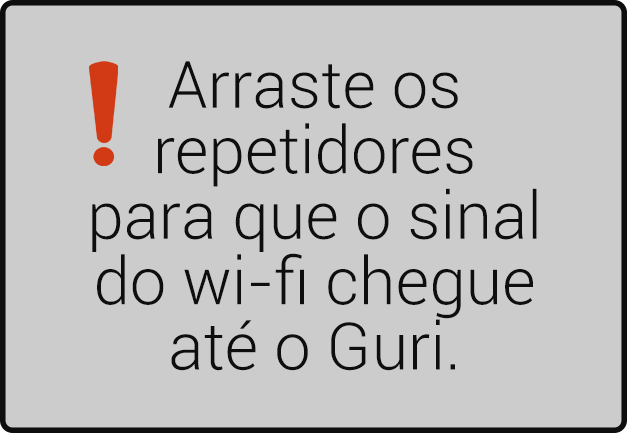 ! Arraste os
repetidores
para que o sinal
do wi-fi chegue
até o Guri.